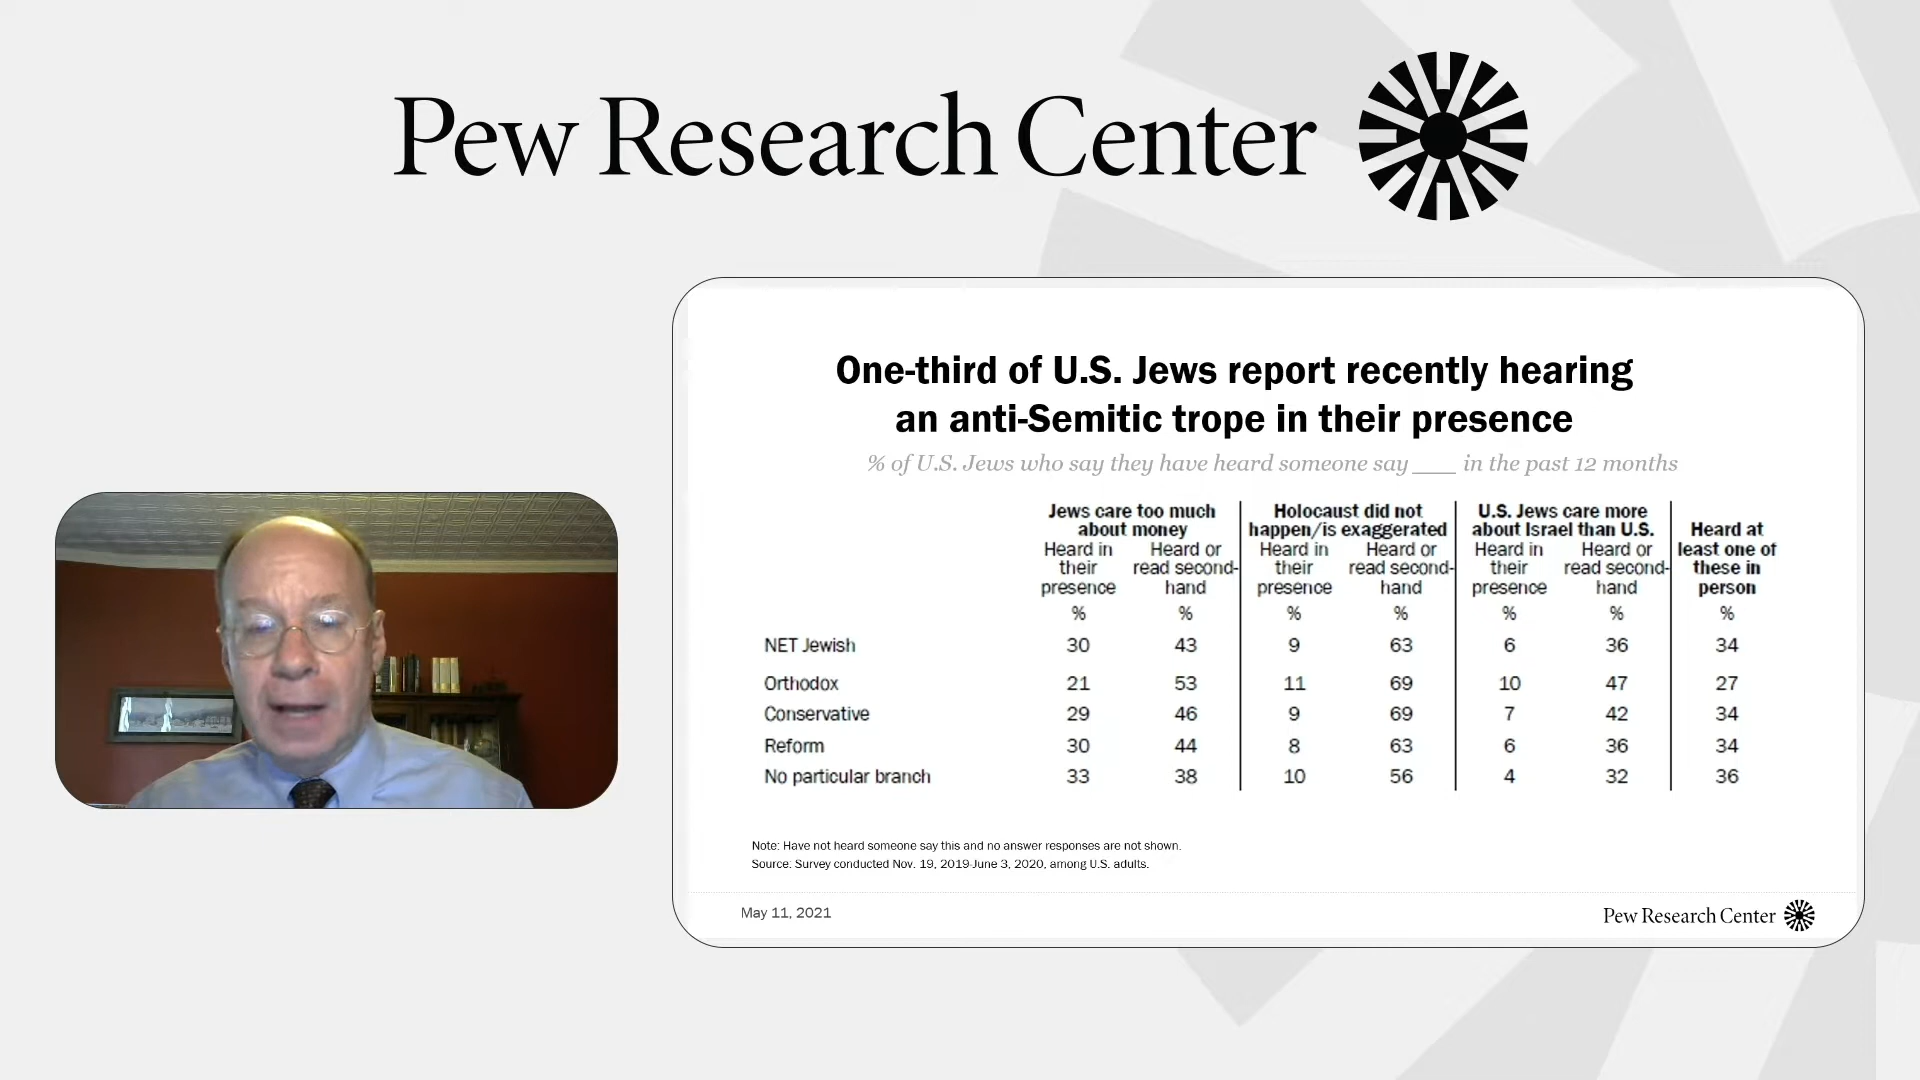 Pew Research Center
One-third of U.S. Jews report recently hearing
an anti-Semitic trope in their presence
% of U.S. Jews who say they have heard someone say ___ in the past 12 months
Jews care too much
about money
Heard in
their
presence
Heard or
read second-
hand
Holocaust did not
happen/is exaggerated
Heard in
their
presence
Heard or
read second-
hand
U.S. Jews care more
about Israel than U.S.
Heard in
their
presence
Heard or
read second-
hand
Heard at
least one of
these in
person
% % % % % % %
NET Jewish 30 43 9 63 6 36 34
Orthodox 21 53 11 69 10 47 27
Conservative 29 46 9 69 7 42 34
Reform 30 44 8 63 6 36 34
No particular branch 33 38 10 56 4 32 36
Note: Have not heard someone say this and no answer responses are not shown.
Source: Survey conducted Nov. 19, 2019-June 3, 2020, among U.S. adults.
May 11, 2021
Pew Research Center